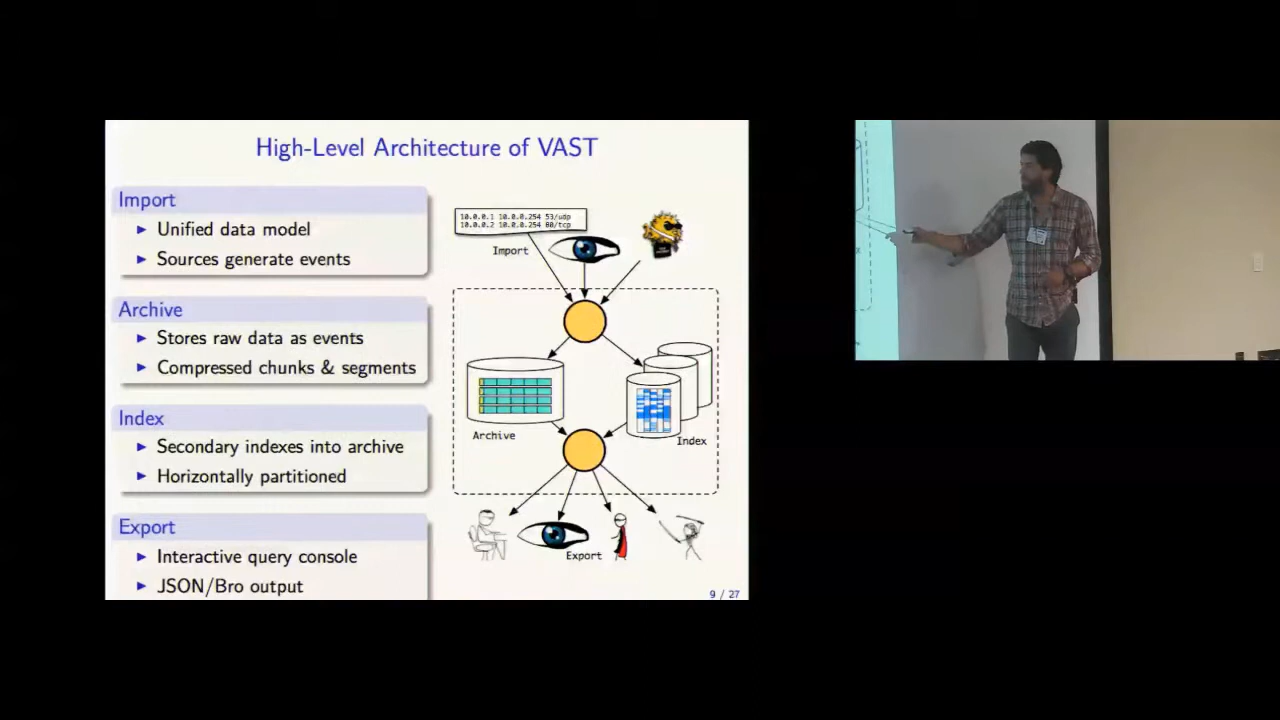 High-Level Architecture of VAST
Import
Unified data model
Sources generate events
Archive
Stores raw data as events
Compressed chunks & segments
Index
Secondary indexes into archive
Horizontally partitioned
Export
Interactive query console
JSON/Bro output
10.0.0.1 10.0.0.254 53/udp
10.0.0.2 10.0.0.254 80/tcp
Import
Archive
Index
Export
9 / 27